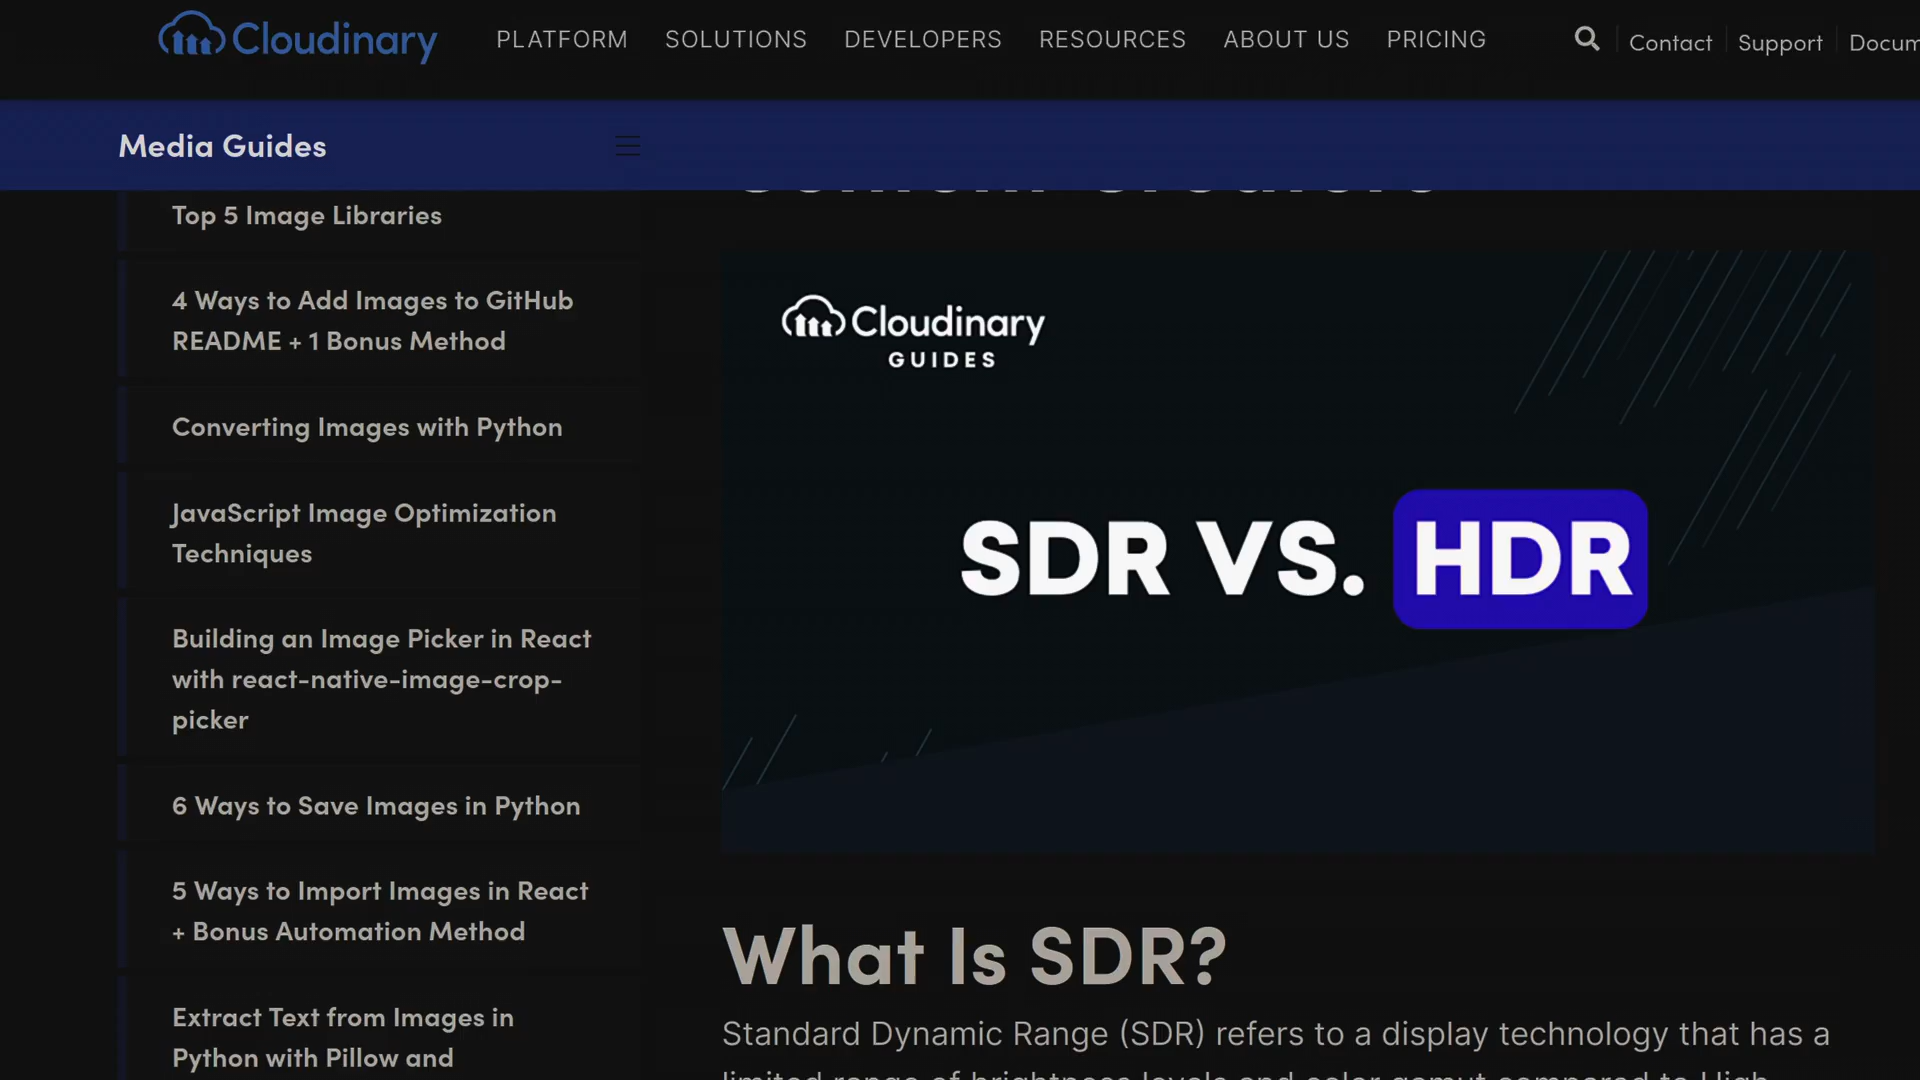 Cloudinary PLATFORM SOLUTIONS DEVELOPERS RESOURCES ABOUT US PRICING Contact Support
Media Guides
Top 5 Image Libraries
4 Ways to Add Images to GitHub
README + 1 Bonus Method
Converting Images with Python
JavaScript Image Optimization
Techniques
Building an Image Picker in React
with react-native-image-crop-
picker
6 Ways to Save Images in Python
5 Ways to Import Images in React
+ Bonus Automation Method
Extract Text from Images in
Python with Pillow and
Cloudinary
GUIDES
SDR VS. HDR
What Is SDR?
Standard Dynamic Range (SDR) refers to a display technology that has a